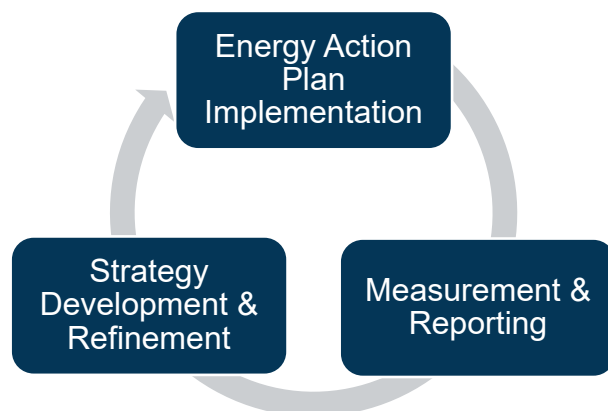 Energy Action
Plan
Implementation
Strategy
Development &
Refinement
Measurement &
Reporting